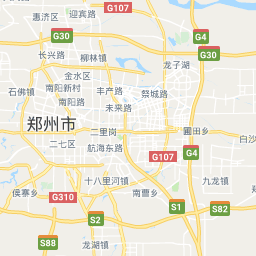 迎宾路
G107
惠济区
G4
G30
长兴路
柳林镇
G30
龙子湖
金水区
石佛镇
南阳新村
丰产路
祭城路
南阳路
未来路
郑州市
二里岗
圃田乡
白沙
二七区
航海东路
G107
G4
十八里河镇
九龙镇
侯寨乡
G310
南曹乡
S1
S82
S2
S88
龙湖镇